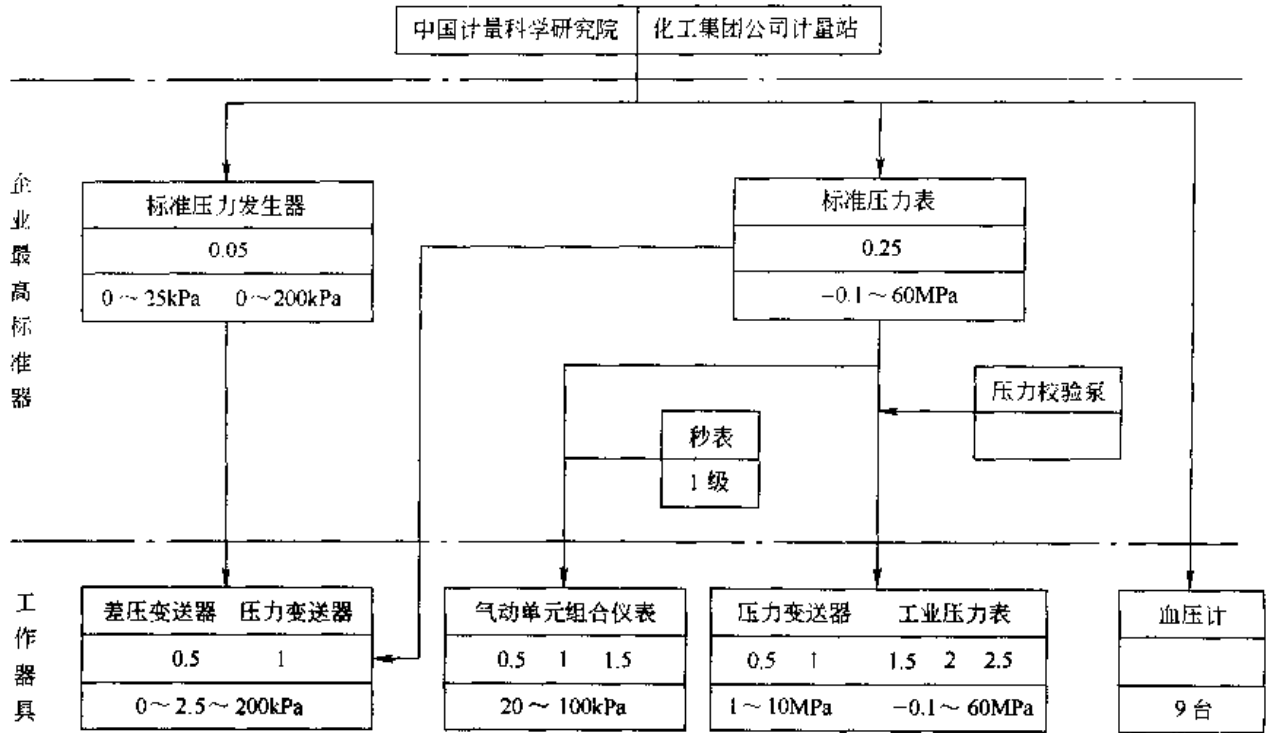 中国计量科学研究院 化工集团公司计量站
企业最高标准器
标准压力发生器
0.05
0～25kPa 0～200kPa
标准压力表
0.25
-0.1～60MPa
压力校验泵
秒表
1级
工作器具
差压变送器 压力变送器
0.5 1
0～2.5～200kPa
气动单元组合仪表
0.5 1 1.5
20～100kPa
压力变送器 工业压力表
0.5 1 1.5 2 2.5
1～10MPa -0.1～60MPa
血压计
9台